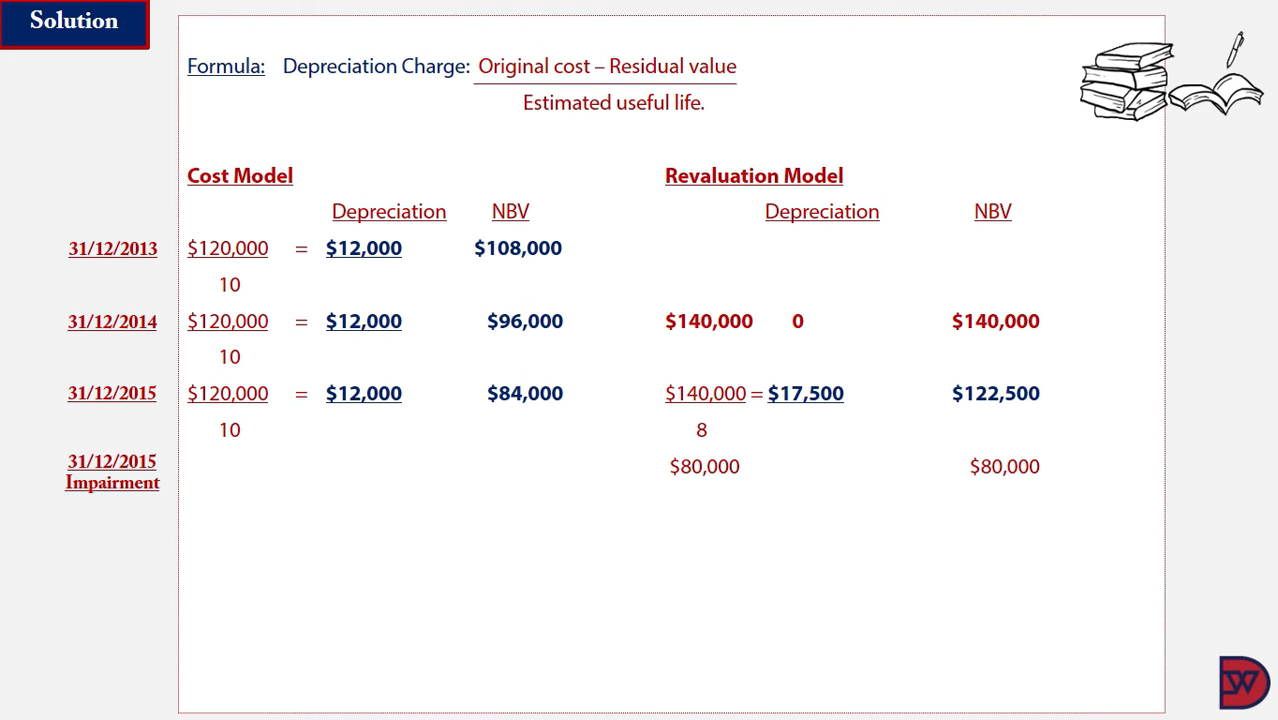 Solution
Formula: Depreciation Charge: Original cost – Residual value
Estimated useful life.
Cost Model Revaluation Model
Depreciation NBV Depreciation NBV
31/12/2013 $120,000 = $12,000 $108,000
10
31/12/2014 $120,000 = $12,000 $96,000 $140,000 0 $140,000
10
31/12/2015 $120,000 = $12,000 $84,000 $140,000 = $17,500 $122,500
10 8
31/12/2015 $80,000 $80,000
Impairment
DW